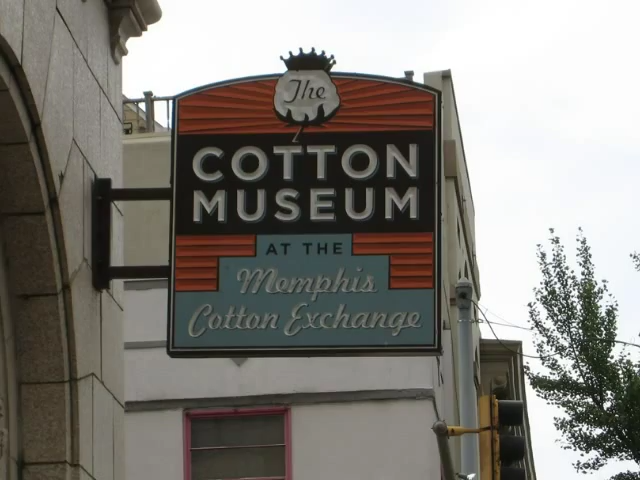 The
COTTON
MUSEUM
AT THE
Memphis
Cotton Exchange